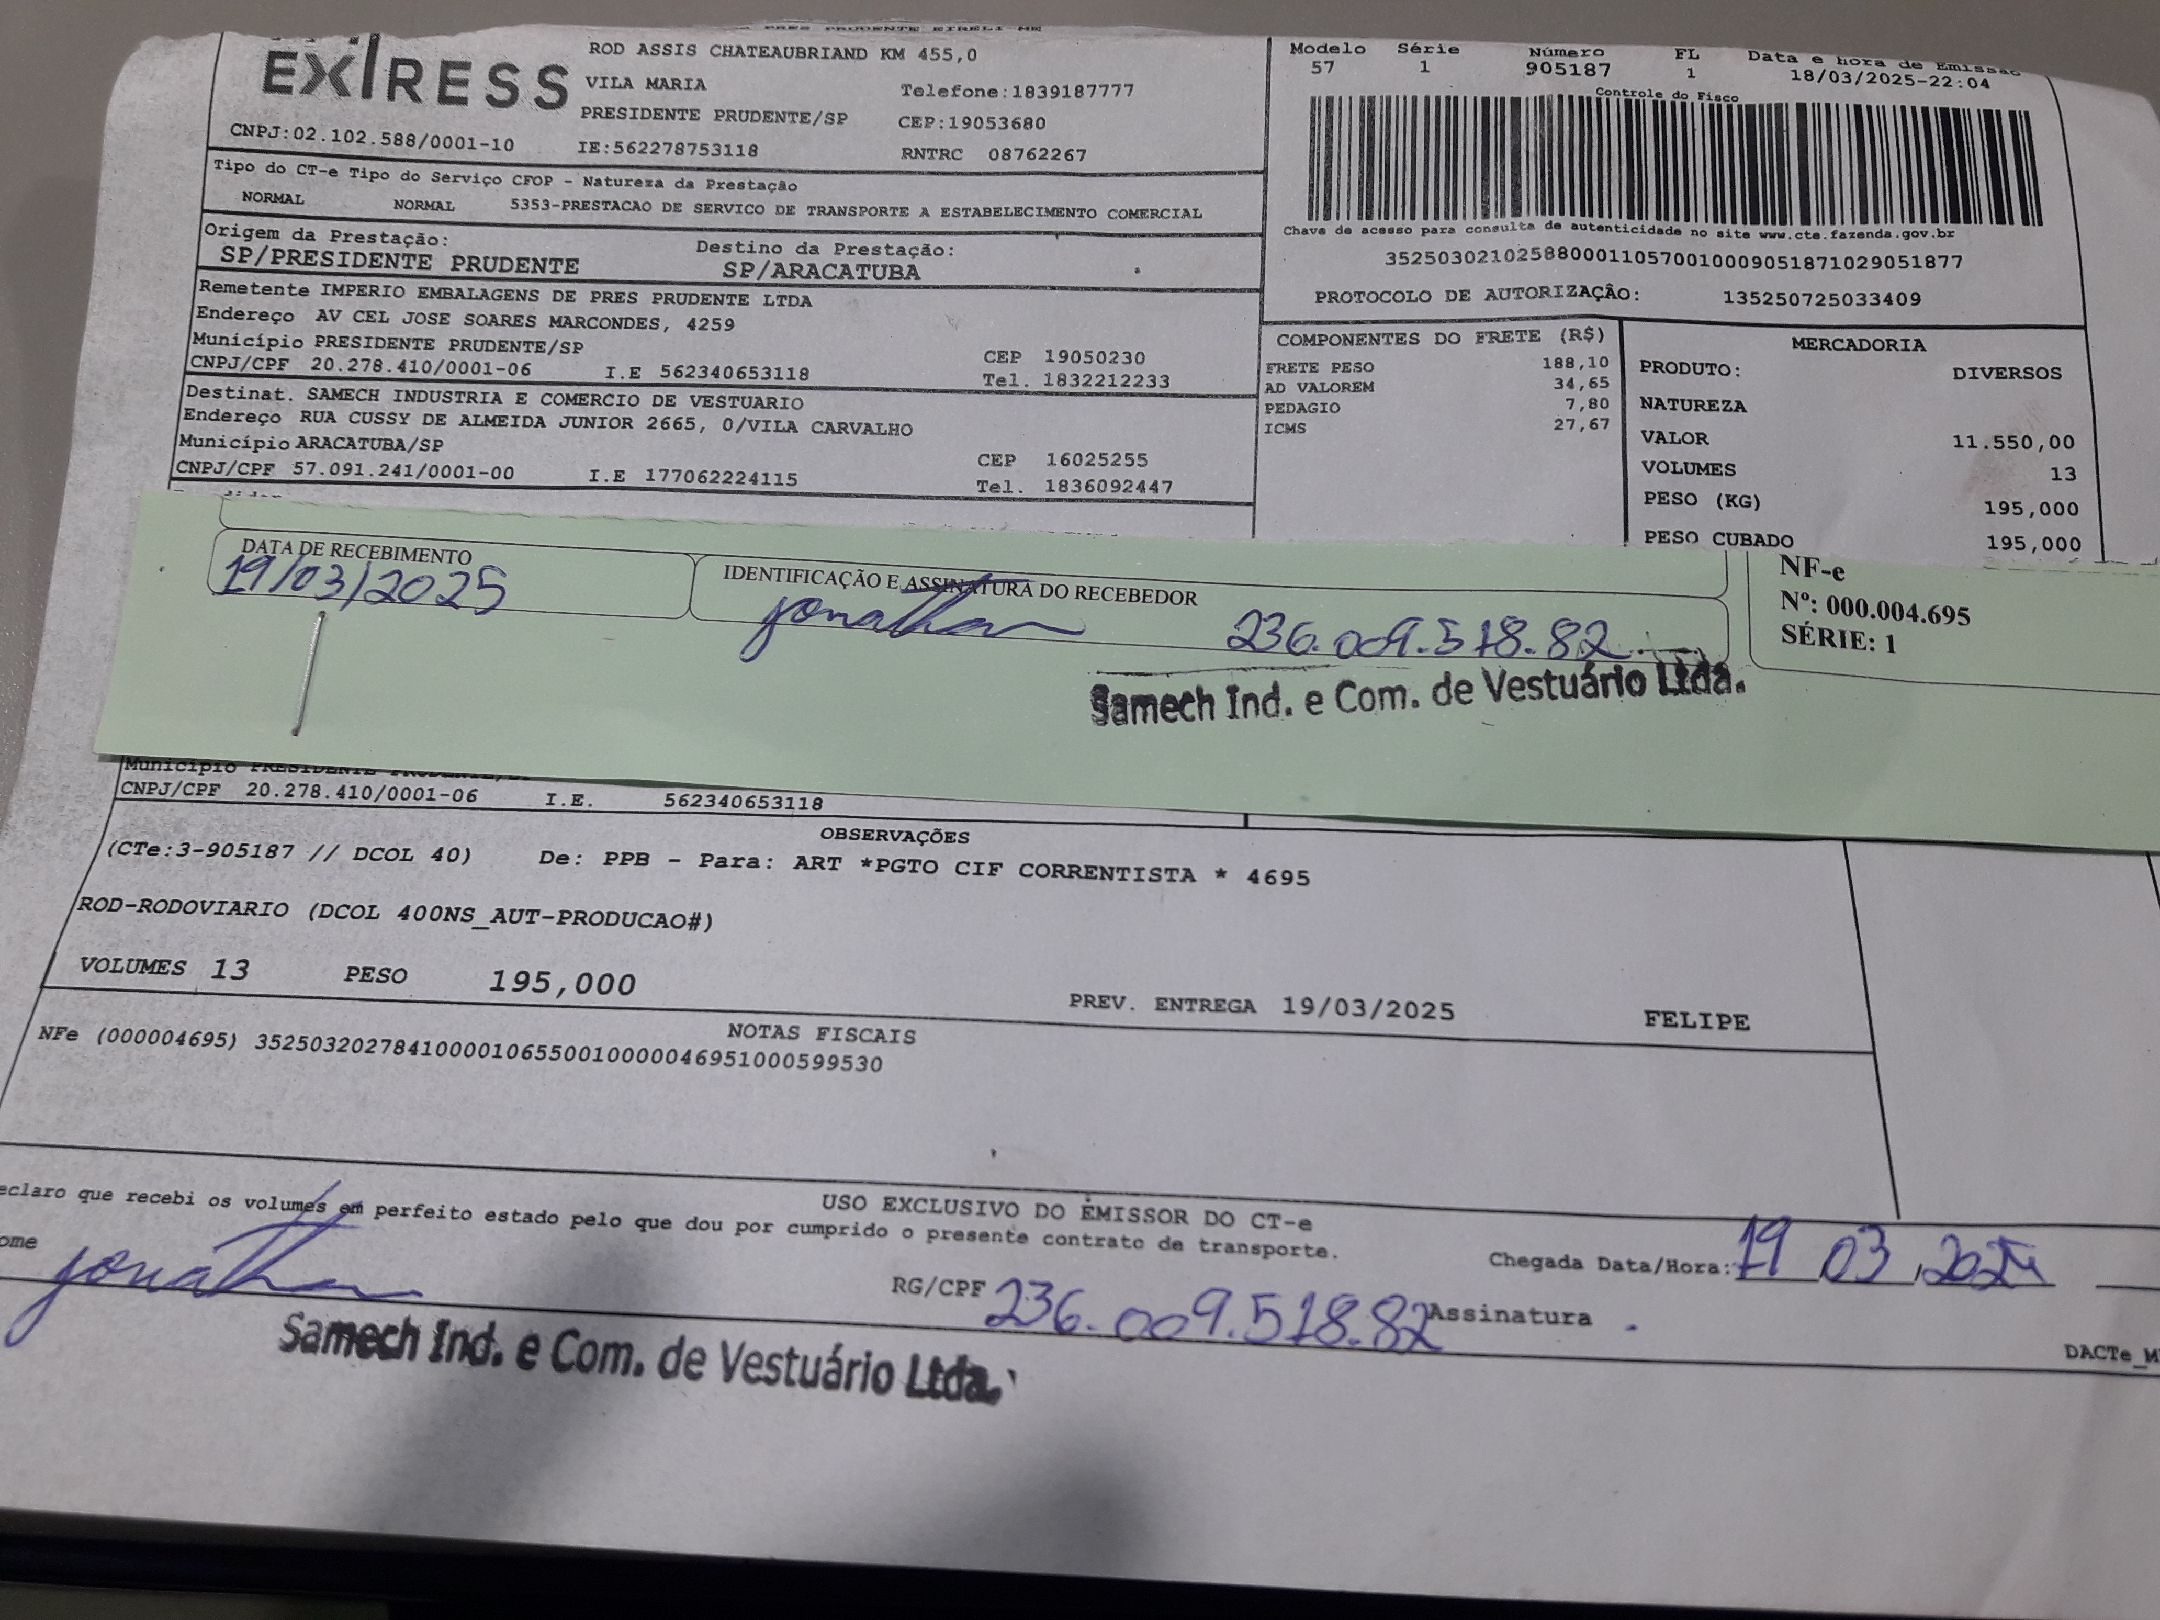 EXIRESS
ROD ASSIS CHATEAUBRIAND KM 455,0
VILA MARIA
Telefone:1839187777
PRESIDENTE PRUDENTE/SP
CEP:19053680
CNPJ:02.102.588/0001-10
IE:562278753118
RNTRC 08762267
Modelo Série Número FL Data e hora de Emissão
57 1 905187 1 18/03/2025-22:04
Controle do Fisco
Chave de acesso para consulta de autenticidade no site www.cte.fazenda.gov.br
35250302102588000110570010009051871029051877
PROTOCOLO DE AUTORIZAÇÃO: 135250725033409
Tipo do CT-e Tipo do Serviço CFOP - Natureza da Prestação
NORMAL NORMAL 5353-PRESTACAO DE SERVICO DE TRANSPORTE A ESTABELECIMENTO COMERCIAL
Origem da Prestação: Destino da Prestação:
SP/PRESIDENTE PRUDENTE SP/ARACATUBA
Remetente IMPERIO EMBALAGENS DE PRES PRUDENTE LTDA
Endereço AV CEL JOSE SOARES MARCONDES, 4259
Município PRESIDENTE PRUDENTE/SP CEP 19050230
CNPJ/CPF 20.278.410/0001-06 I.E 562340653118 Tel. 1832212233
Destinat. SAMECH INDUSTRIA E COMERCIO DE VESTUARIO
Endereço RUA CUSSY DE ALMEIDA JUNIOR 2665, 0/VILA CARVALHO
Município ARACATUBA/SP CEP 16025255
CNPJ/CPF 57.091.241/0001-00 I.E 177062224115 Tel. 1836092447
COMPONENTES DO FRETE (R$)
FRETE PESO 188,10
AD VALOREM 34,65
PEDAGIO 7,80
ICMS 27,67
MERCADORIA
PRODUTO: DIVERSOS
NATUREZA
VALOR 11.550,00
VOLUMES 13
PESO (KG) 195,000
PESO CUBADO 195,000
DATA DE RECEBIMENTO
19/03/2025
IDENTIFICAÇÃO E ASSINATURA DO RECEBEDOR
Jonathan 236.009.518.82
Samech Ind. e Com. de Vestuário Ltda.
NF-e
Nº: 000.004.695
SÉRIE: 1
Município PRESIDENTE PRUDENTE/
CNPJ/CPF 20.278.410/0001-06 I.E. 562340653118
OBSERVAÇÕES
(CTe:3-905187 // DCOL 40) De: PPB - Para: ART *PGTO CIF CORRENTISTA * 4695
ROD-RODOVIARIO (DCOL 400NS_AUT-PRODUCAO#)
VOLUMES 13 PESO 195,000 PREV. ENTREGA 19/03/2025 FELIPE
NOTAS FISCAIS
NFe (000004695) 35250320278410000106550010000046951000599530
USO EXCLUSIVO DO EMISSOR DO CT-e
eclaro que recebi os volumes em perfeito estado pelo que dou por cumprido o presente contrato de transporte.
ome Jonathan
RG/CPF 236.009.518.82
Chegada Data/Hora: 19 03
Assinatura
Samech Ind. e Com. de Vestuário Ltda.
DACTe_M